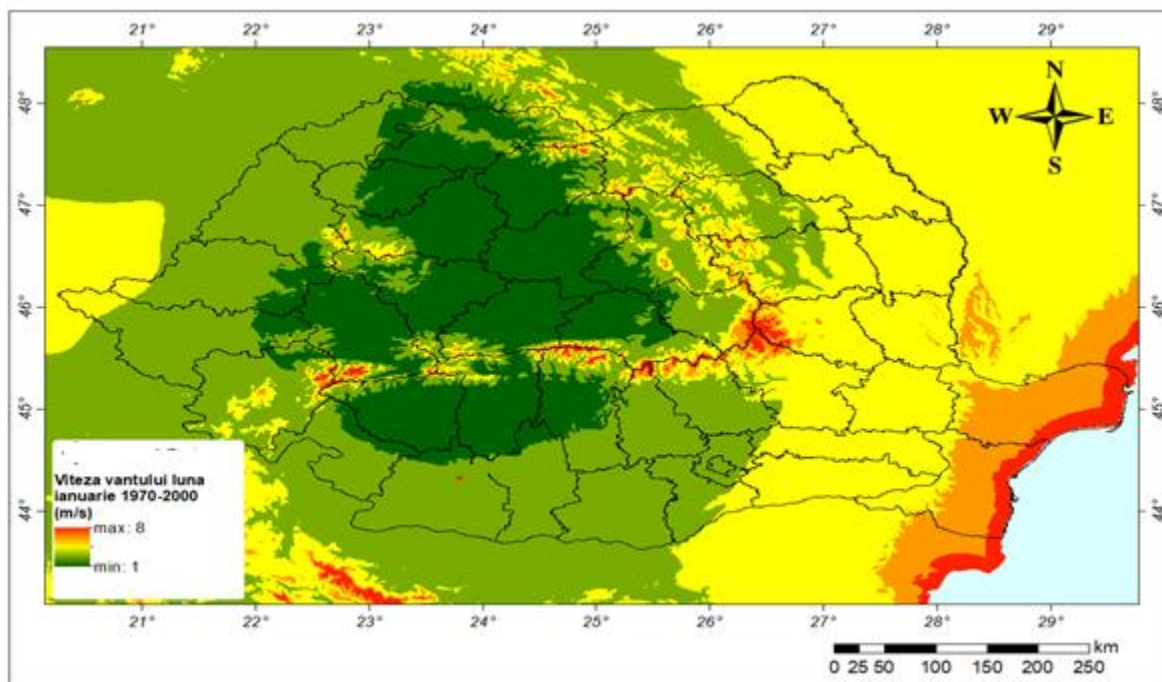 21° 22° 23° 24° 25° 26° 27° 28° 29°
48° 48°
N
W E
S
47° 47°
46° 46°
45° 45°
Viteza vantului luna
ianuarie 1970-2000
(m/s)
max: 8
min: 1
44° 44°
21° 22° 23° 24° 25° 26° 27° 28° 29°
km
0 25 50 100 150 200 250